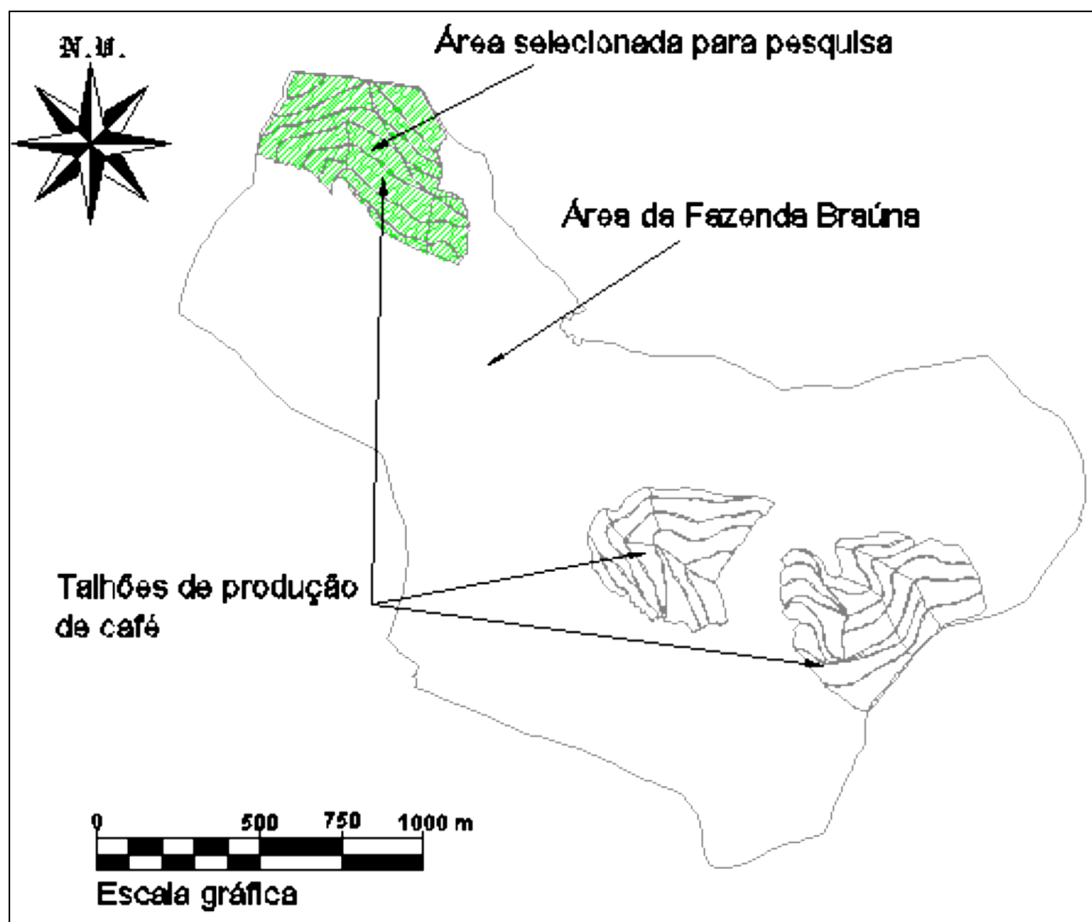 N.V.
Área selecionada para pesquisa
Área da Fazenda Braúna
Talhões de produção
de café
0 500 750 1000 m
Escala gráfica